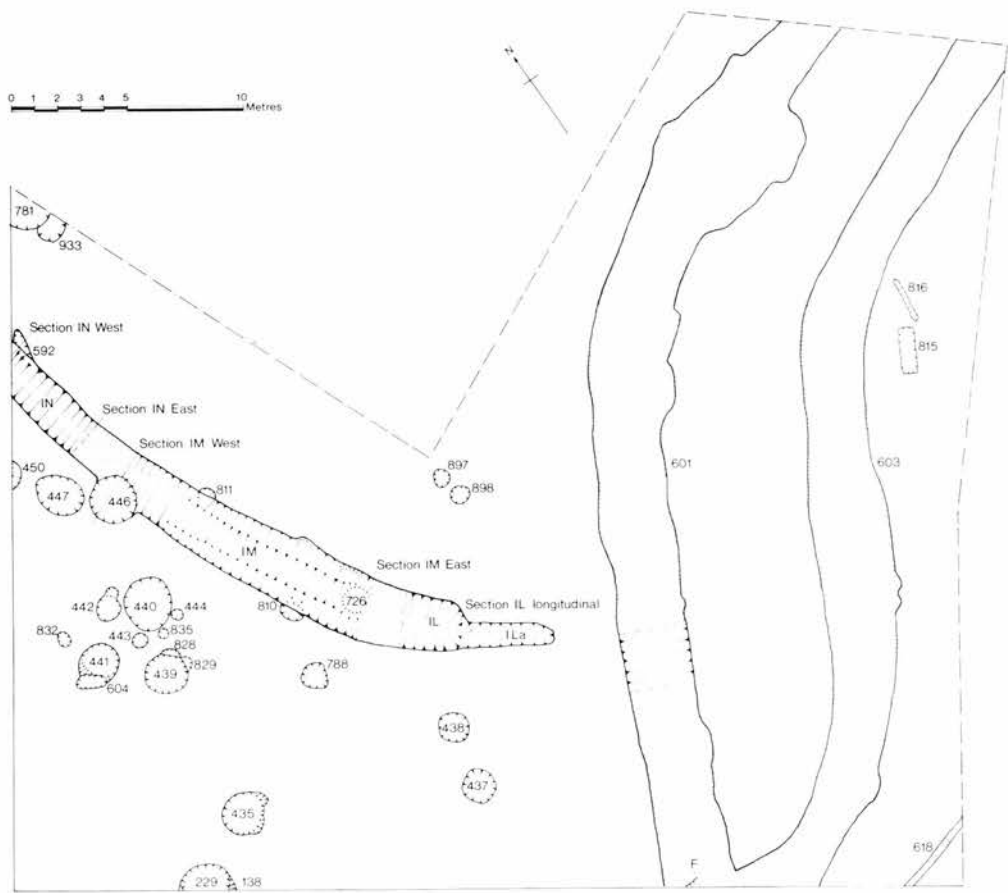 N
0 1 2 3 4 5 10
Metres
781
933
816
815
Section IN West
592
IN
Section IN East
Section IM West
450
447
446
811
897
898
601
603
IM
Section IM East
726
442
440
444
810
IL
Section IL longitudinal
ILa
832
443
835
828
441
439
829
604
788
438
437
435
618
F
229
138